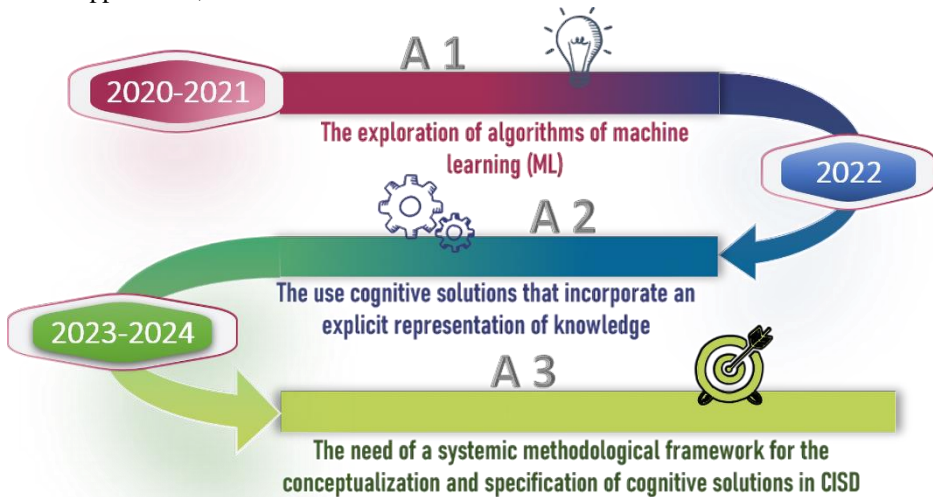 A 1
2020-2021
The exploration of algorithms of machine
learning (ML)
2022
A 2
The use cognitive solutions that incorporate an
explicit representation of knowledge
2023-2024
A 3
The need of a systemic methodological framework for the
conceptualization and specification of cognitive solutions in CISD